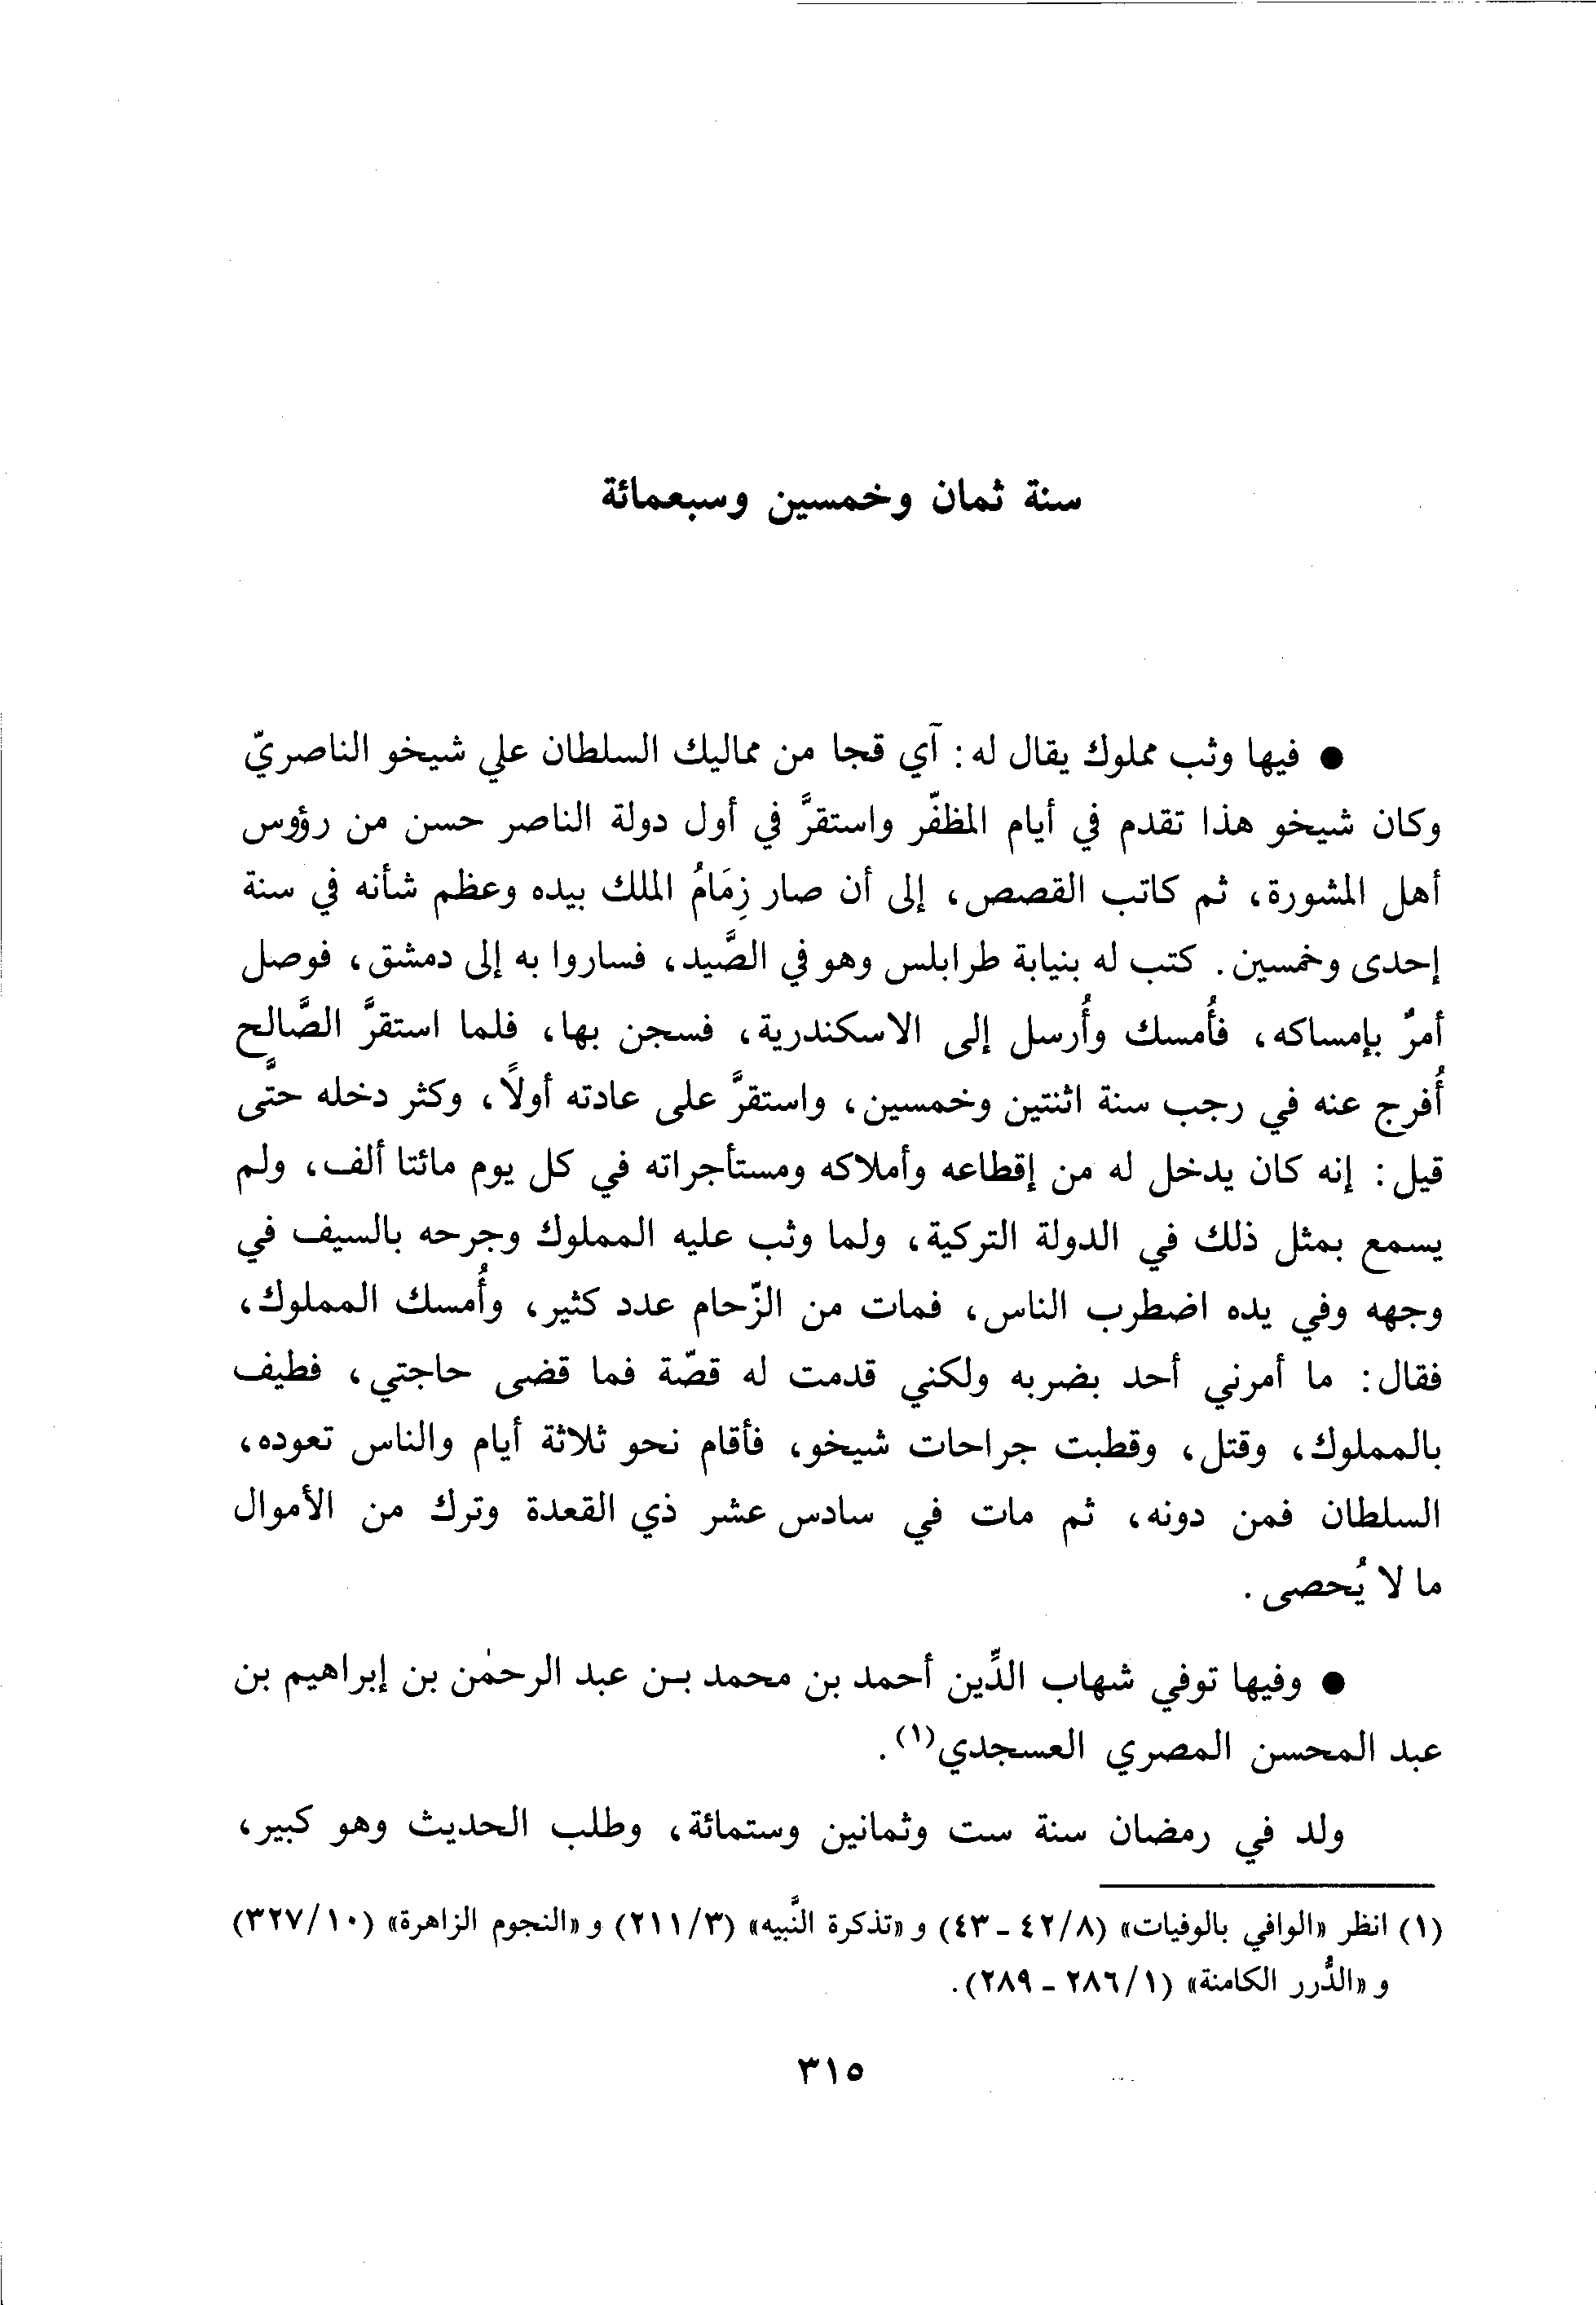 سنة ثمان وخمسين وسبعمائة
● فيها وثب مملوك يقال له: آي قجا من مماليك السلطان علي شيخو الناصريّ
وكان شيخو هذا تقدم في أيام المظفّر واستقرَّ في أول دولة الناصر حسن من رؤوس
أهل المشورة، ثم كاتب القصص، إلى أن صار زِمَامُ الملك بيده وعظم شأنه في سنة
إحدى وخمسين. كتب له بنيابة طرابلس وهو في الصَّيد، فساروا به إلى دمشق، فوصل
أمرٌ بإمساكه، فأُمسك وأُرسل إلى الاسكندرية، فسجن بها، فلما استقرَّ الصَّالح
أُفرج عنه في رجب سنة اثنتين وخمسين، واستقرَّ على عادته أولاً، وكثر دخله حتَّى
قيل: إنه كان يدخل له من إقطاعه وأملاكه ومستأجراته في كل يوم مائتا ألف، ولم
يسمع بمثل ذلك في الدولة التركية، ولما وثب عليه المملوك وجرحه بالسيف في
وجهه وفي يده اضطرب الناس، فمات من الزّحام عدد كثير، وأُمسك المملوك،
فقال: ما أمرني أحد بضربه ولكني قدمت له قصّة فما قضى حاجتي، فطيف
بالمملوك، وقتل، وقطبت جراحات شيخو، فأقام نحو ثلاثة أيام والناس تعوده،
السلطان فمن دونه، ثم مات في سادس عشر ذي القعدة وترك من الأموال
ما لا يُحصى.
● وفيها توفي شهاب الدِّين أحمد بن محمد بـن عبد الرحمٰن بن إبراهيم بن
عبد المحسن المصري العسجدي(١).
ولد في رمضان سنة ست وثمانين وستمائة، وطلب الحديث وهو كبير،
(١) انظر «الوافي بالوفيات» (٨/ ٤٢ - ٤٣) و «تذكرة النَّبيه» (٣/ ٢١١) و «النجوم الزاهرة» (١٠/ ٣٢٧)
و «الدُّرر الكامنة» (١/ ٢٨٦ - ٢٨٩).
٣١٥